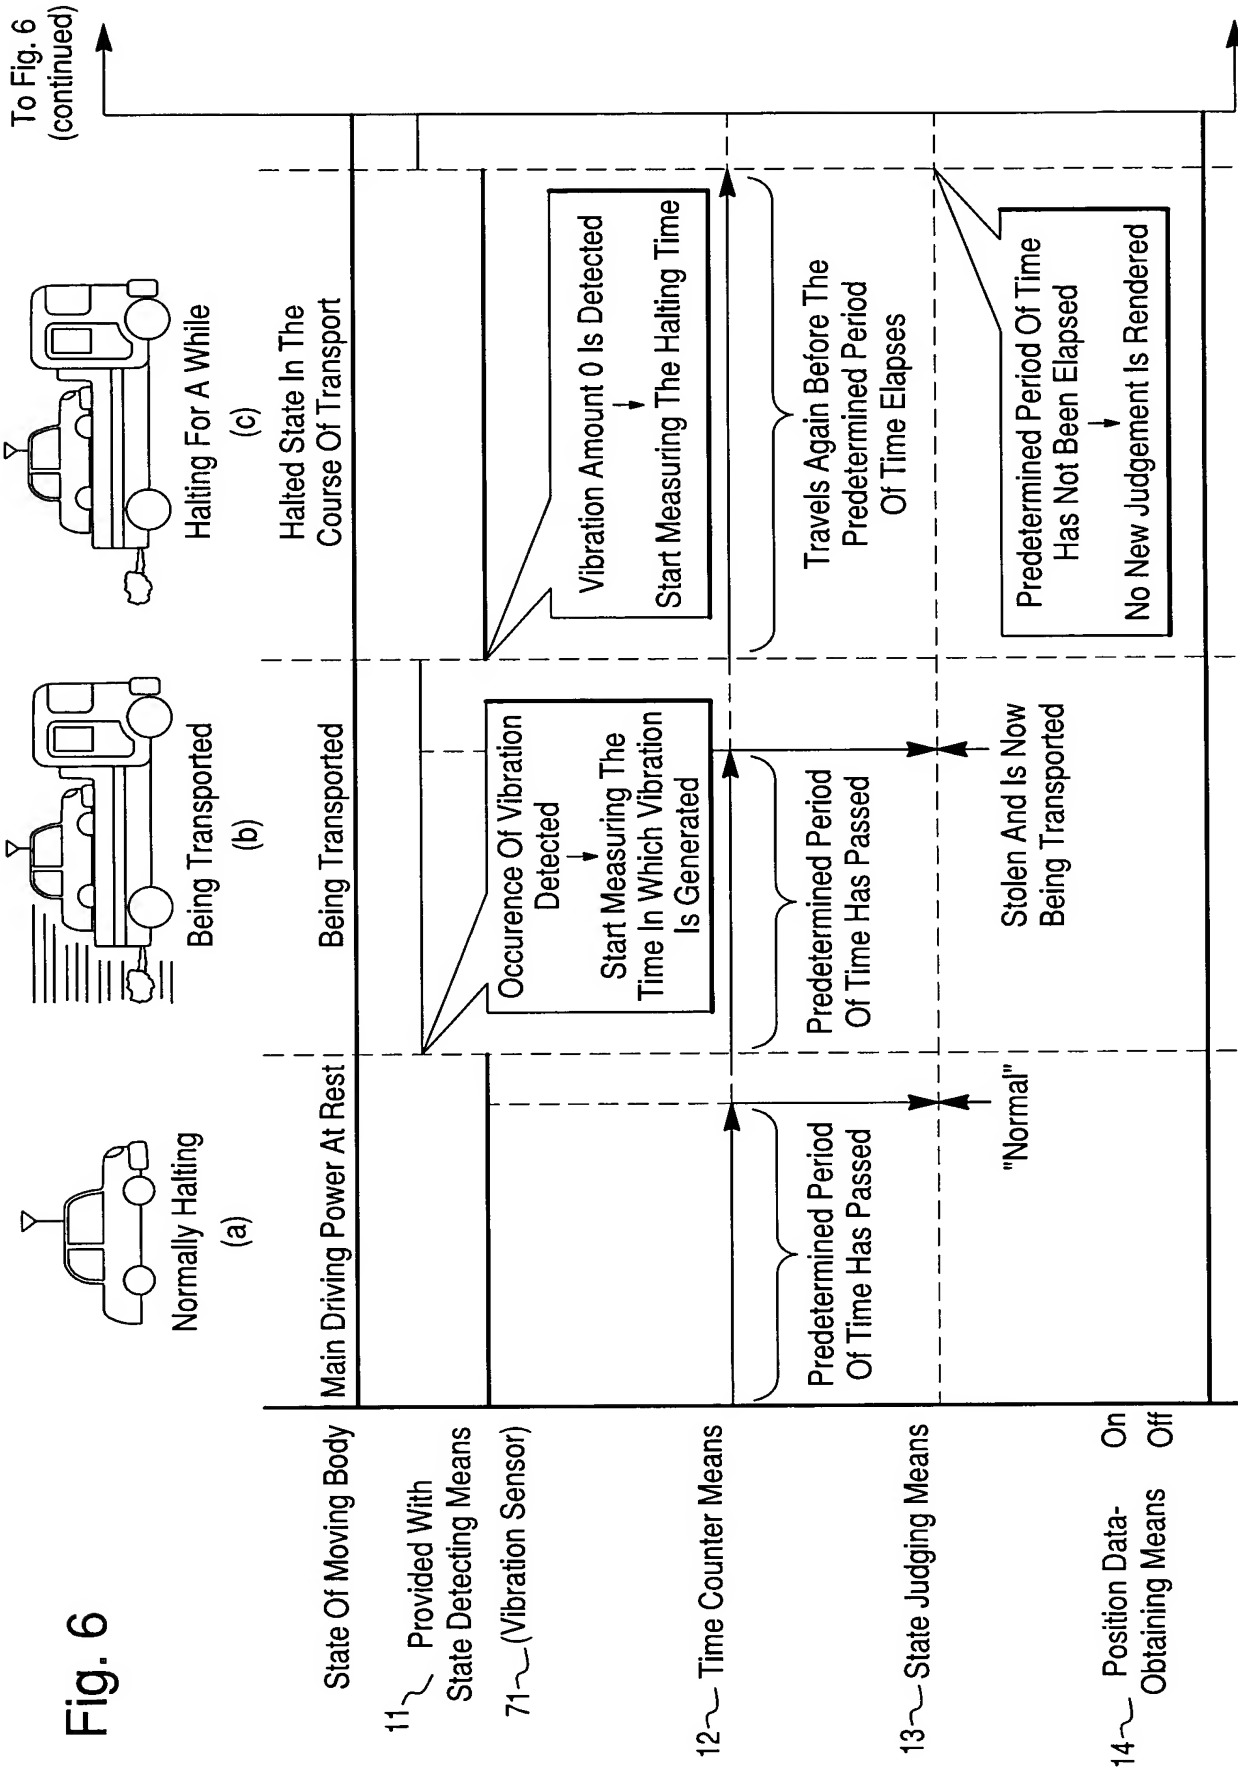 Fig. 6
To Fig. 6
(continued)
Normally Halting
(a)
Being Transported
(b)
Halting For A While
(c)
State Of Moving Body
Main Driving Power At Rest
Being Transported
Halted State In The
Course Of Transport
11
Provided With
State Detecting Means
71
(Vibration Sensor)
Occurence Of Vibration
Detected
Start Measuring The
Time In Which Vibration
Is Generated
Vibration Amount 0 Is Detected
Start Measuring The Halting Time
12
Time Counter Means
Predetermined Period
Of Time Has Passed
Predetermined Period
Of Time Has Passed
Travels Again Before The
Predetermined Period
Of Time Elapses
13
State Judging Means
"Normal"
Stolen And Is Now
Being Transported
Predetermined Period Of Time
Has Not Been Elapsed
No New Judgement Is Rendered
14
Position Data-
Obtaining Means
On
Off